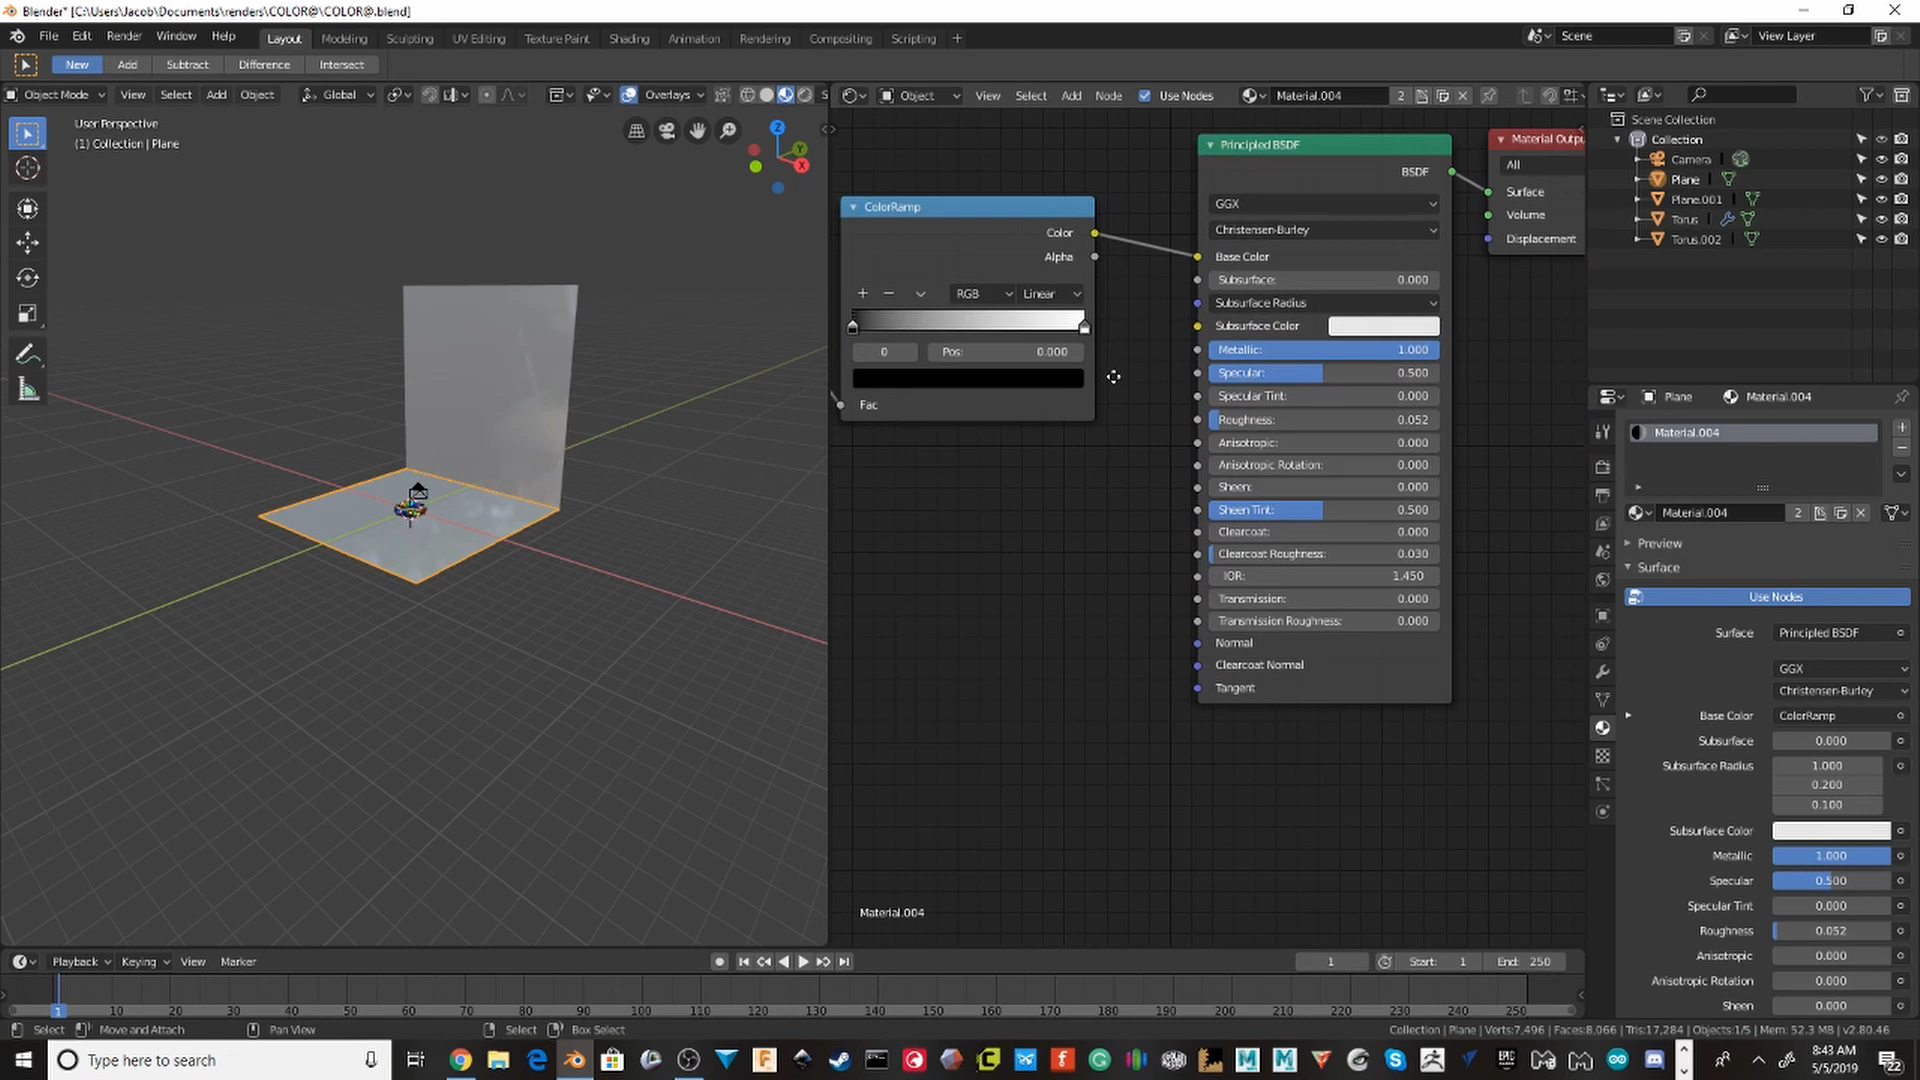 Blender* [C:\Users\Jacob\Documents\renders\COLOR@\COLOR@.blend]
File Edit Render Window Help Layout Modeling Sculpting UV Editing Texture Paint Shading Animation Rendering Compositing Scripting + Scene View Layer
New Add Subtract Difference Intersect
Object Mode View Select Add Object Global Overlays Object View Select Add Node Use Nodes Material.004 2
User Perspective
(1) Collection | Plane
Z
Y
X
ColorRamp
Color
Alpha
RGB Linear
0 Pos: 0.000
Fac
Principled BSDF
BSDF
GGX
Christensen-Burley
Base Color
Subsurface: 0.000
Subsurface Radius
Subsurface Color
Metallic: 1.000
Specular: 0.500
Specular Tint: 0.000
Roughness: 0.052
Anisotropic: 0.000
Anisotropic Rotation: 0.000
Sheen: 0.000
Sheen Tint: 0.500
Clearcoat: 0.000
Clearcoat Roughness: 0.030
IOR: 1.450
Transmission: 0.000
Transmission Roughness: 0.000
Normal
Clearcoat Normal
Tangent
Material Outpu
All
Surface
Volume
Displacement
Material.004
Scene Collection
Collection
Camera
Plane
Plane.001
Torus
Torus.002
Plane Material.004
Material.004
Material.004 2
Preview
Surface
Use Nodes
Surface Principled BSDF
GGX
Christensen-Burley
Base Color ColorRamp
Subsurface 0.000
Subsurface Radius 1.000
0.200
0.100
Subsurface Color
Metallic 1.000
Specular 0.500
Specular Tint 0.000
Roughness 0.052
Anisotropic 0.000
Anisotropic Rotation 0.000
Sheen 0.000
Playback Keying View Marker 1 Start: 1 End: 250
1 10 20 30 40 50 60 70 80 90 100 110 120 130 140 150 160 170 180 190 200 210 220 230 240 250
Select Move and Attach Pan View Select Box Select Collection | Plane | Verts:7,496 | Faces:8,066 | Tris:17,284 | Objects:1/5 | Mem: 52.3 MB | v2.80.46
Type here to search
8:43 AM
5/5/2019
22